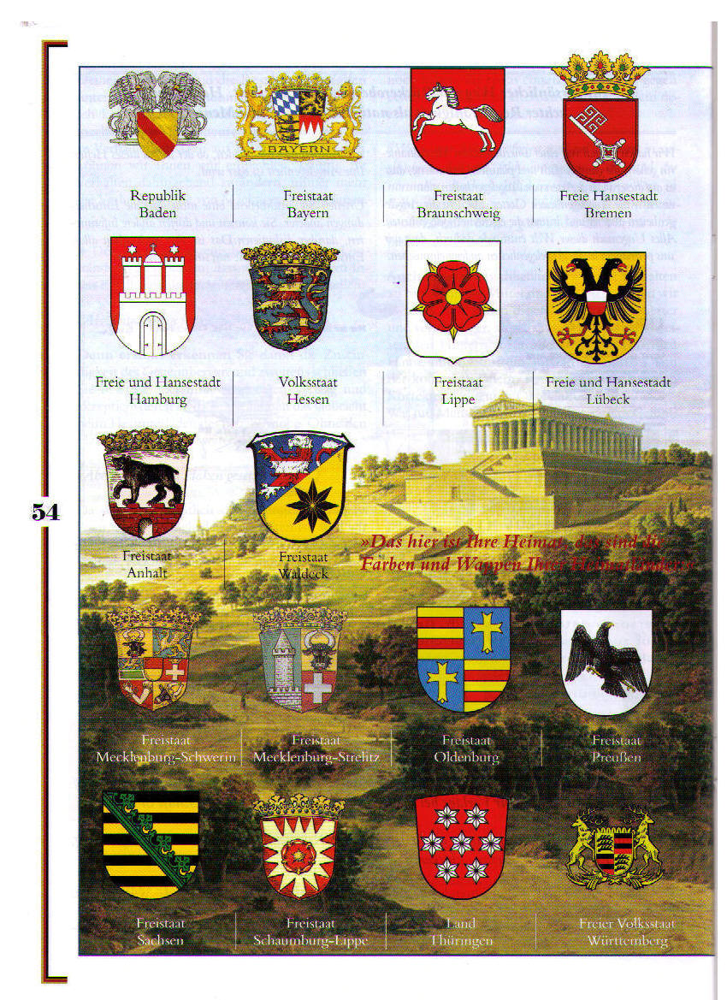 BAYERN
Republik
Baden
Freistaat
Bayern
Freistaat
Braunschweig
Freie Hansestadt
Bremen
Freie und Hansestadt
Hamburg
Volksstaat
Hessen
Freistaat
Lippe
Freie und Hansestadt
Lübeck
54
Freistaat
Anhalt
Freistaat
Waldeck
»Das hier ist Ihre Heimat, das sind die
Farben und Wappen Ihrer
Freistaat
Mecklenburg-Schwerin
Freistaat
Mecklenburg-Strelitz
Freistaat
Oldenburg
Freistaat
Preußen
Freistaat
Sachsen
Freistaat
Schaumburg-Lippe
Land
Thüringen
Freier Volksstaat
Württemberg